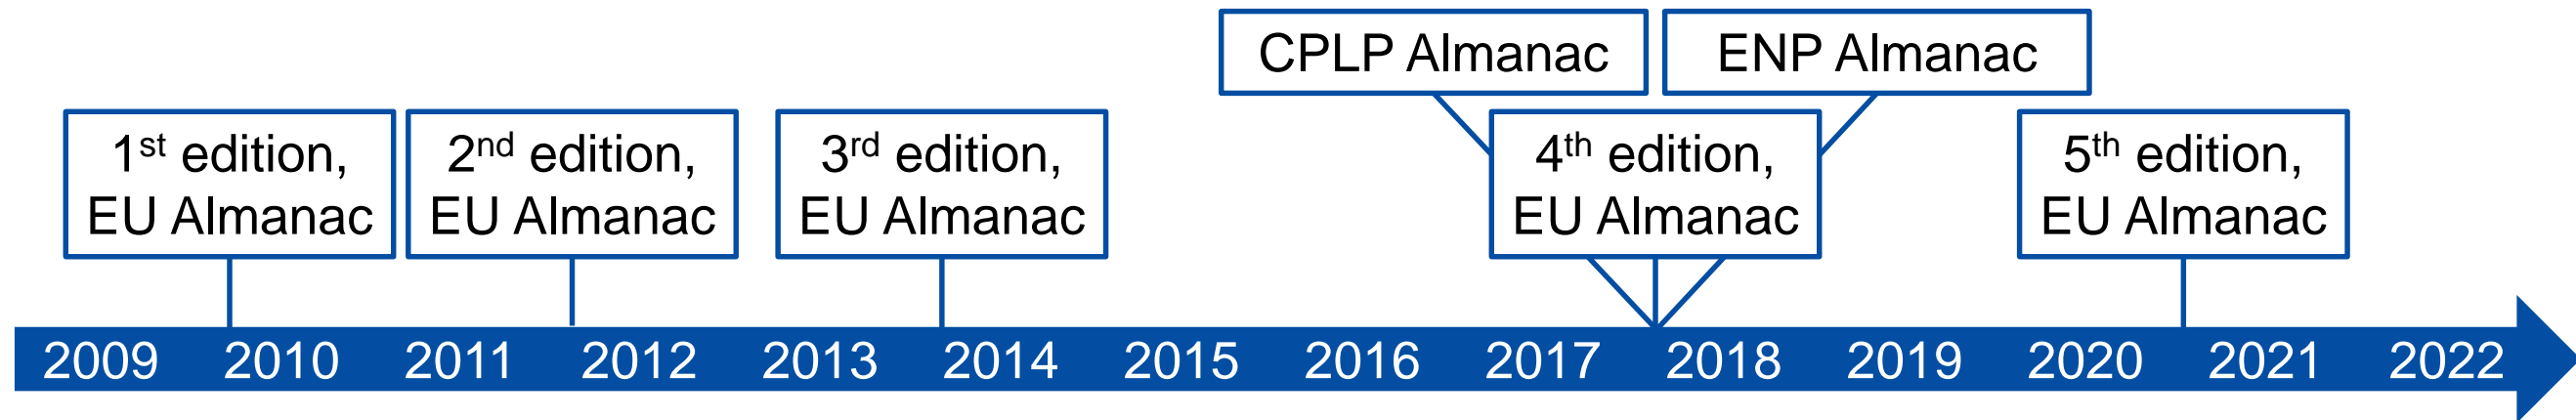 CPLP Almanac
ENP Almanac
1st edition,
EU Almanac
2nd edition,
EU Almanac
3rd edition,
EU Almanac
4th edition,
EU Almanac
5th edition,
EU Almanac
2009 2010 2011 2012 2013 2014 2015 2016 2017 2018 2019 2020 2021 2022